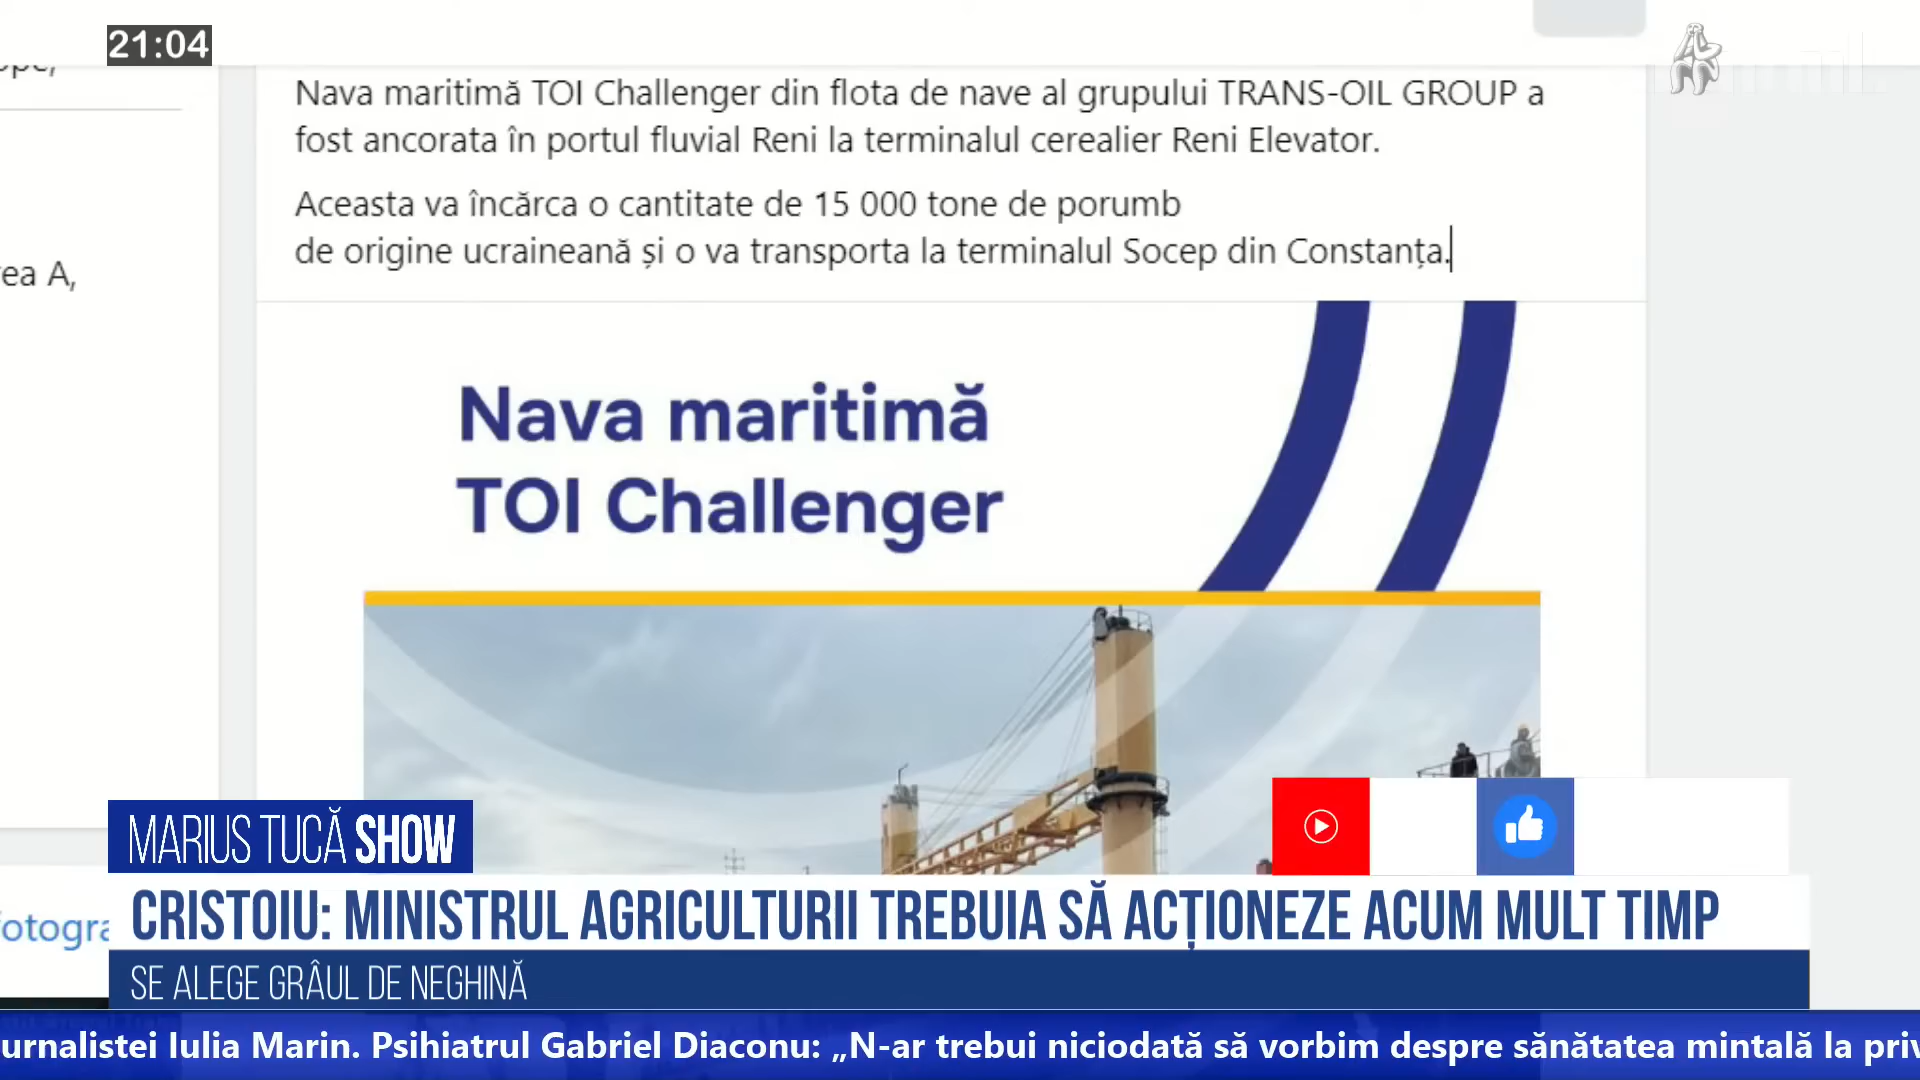 21:04
Nava maritimă TOI Challenger din flota de nave al grupului TRANS-OIL GROUP a
fost ancorata în portul fluvial Reni la terminalul cerealier Reni Elevator.
Aceasta va încărca o cantitate de 15 000 tone de porumb
de origine ucraineană și o va transporta la terminalul Socep din Constanța.
ea A,
Nava maritimă
TOI Challenger
MARIUS TUCĂ SHOW
fotogra
CRISTOIU: MINISTRUL AGRICULTURII TREBUIA SĂ ACȚIONEZE ACUM MULT TIMP
SE ALEGE GRÂUL DE NEGHINĂ
urnalistei Iulia Marin. Psihiatrul Gabriel Diaconu: „N-ar trebui niciodată să vorbim despre sănătatea mintală la priv